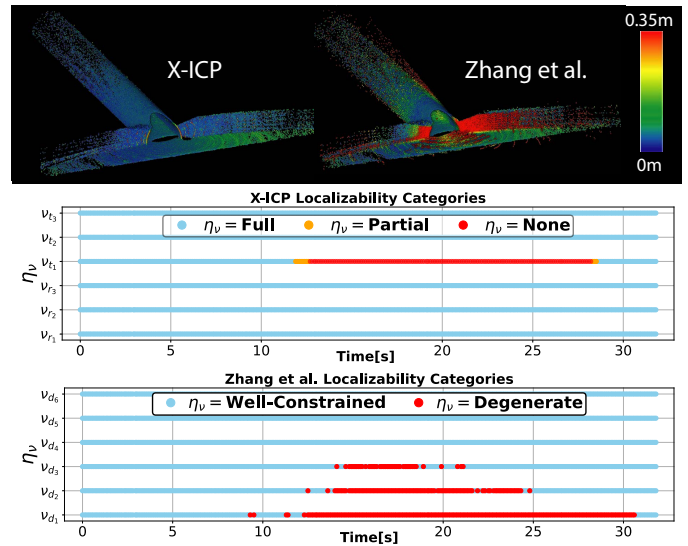 0.35m
X-ICP
Zhang et al.
0m
X-ICP Localizability Categories
η_ν
ν_t₃
ν_t₂
ν_t₁
ν_r₃
ν_r₂
ν_r₁
η_ν = Full η_ν = Partial η_ν = None
0 5 10 15 20 25 30
Time[s]
Zhang et al. Localizability Categories
η_ν
ν_d₆
ν_d₅
ν_d₄
ν_d₃
ν_d₂
ν_d₁
η_ν = Well-Constrained η_ν = Degenerate
0 5 10 15 20 25 30
Time[s]